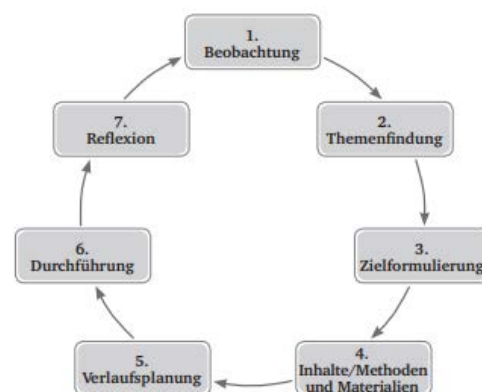 1.
Beobachtung
2.
Themenfindung
3.
Zielformulierung
4.
Inhalte/Methoden
und Materialien
5.
Verlaufsplanung
6.
Durchführung
7.
Reflexion